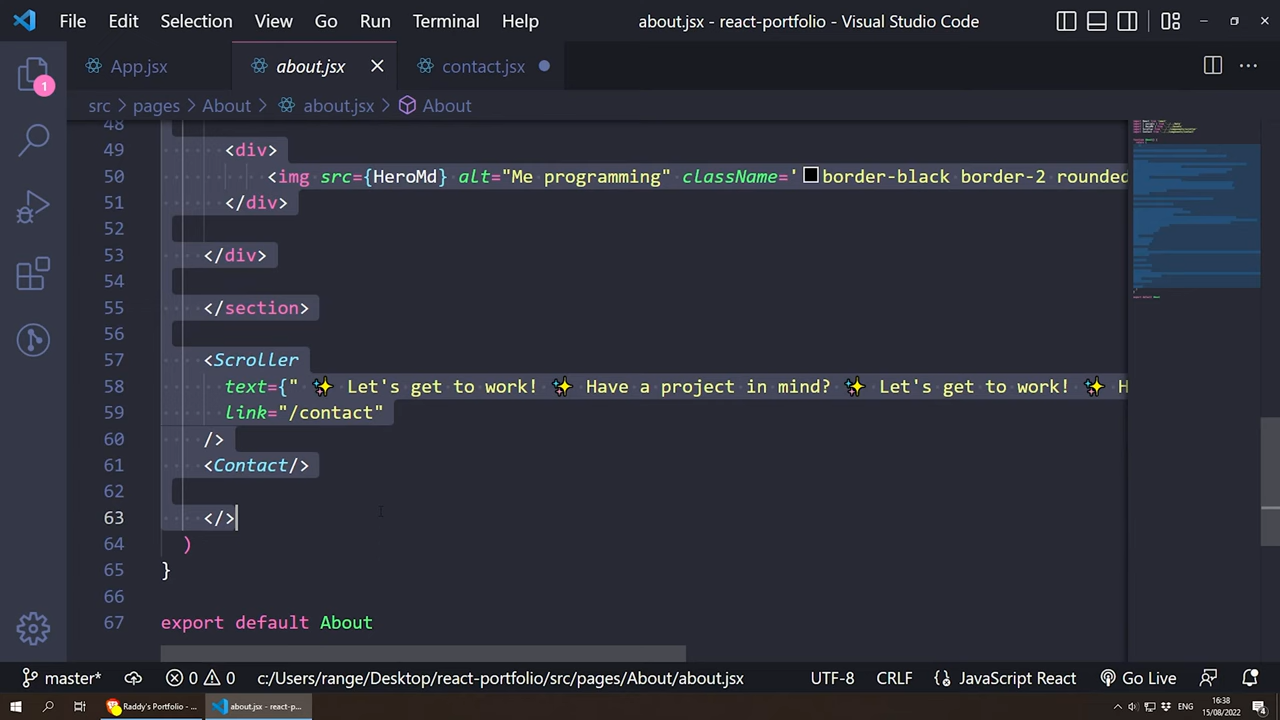 File Edit Selection View Go Run Terminal Help about.jsx - react-portfolio - Visual Studio Code
1
App.jsx about.jsx contact.jsx
src > pages > About > about.jsx > About
48
49 <div>
50 <img src={HeroMd} alt="Me programming" className='border-black border-2 rounded
51 </div>
52
53 </div>
54
55 </section>
56
57 <Scroller
58 text={" ✨ Let's get to work! ✨ Have a project in mind? ✨ Let's get to work! ✨ H
59 link="/contact"
60 />
61 <Contact/>
62
63 </>
64 )
65 }
66
67 export default About
master* 0 0 c:/Users/range/Desktop/react-portfolio/src/pages/About/about.jsx UTF-8 CRLF {} JavaScript React Go Live
Raddy's Portfolio - ... about.jsx - react-p... ENG 16:38
15/08/2022 4